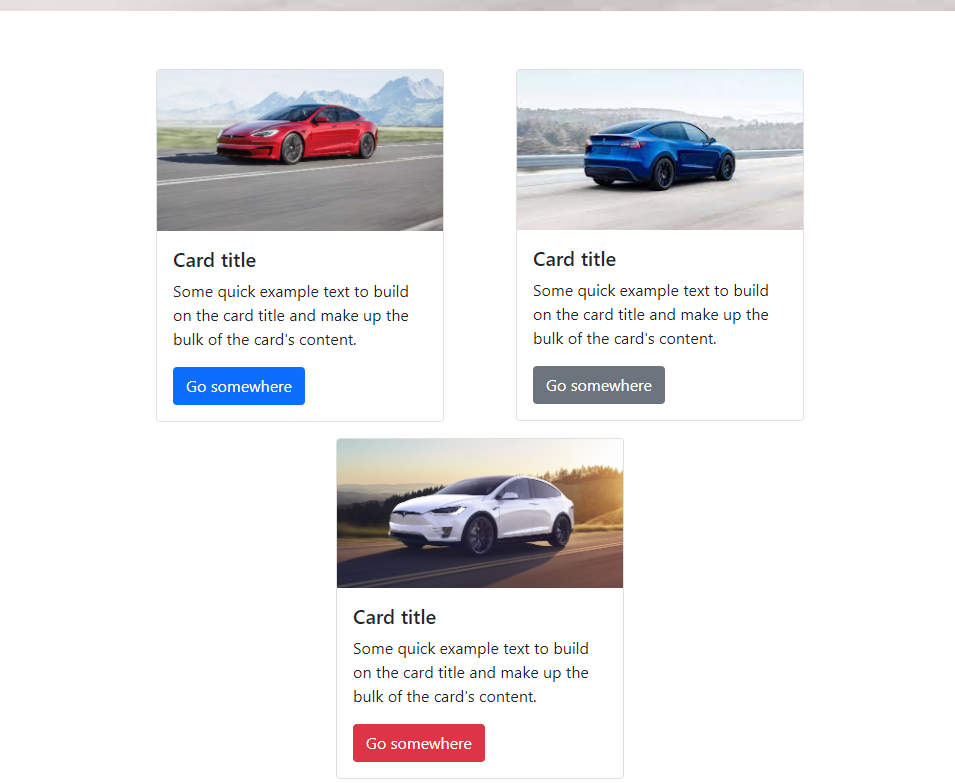 Card title
Some quick example text to build
on the card title and make up the
bulk of the card's content.
Go somewhere
Card title
Some quick example text to build
on the card title and make up the
bulk of the card's content.
Go somewhere
Card title
Some quick example text to build
on the card title and make up the
bulk of the card's content.
Go somewhere